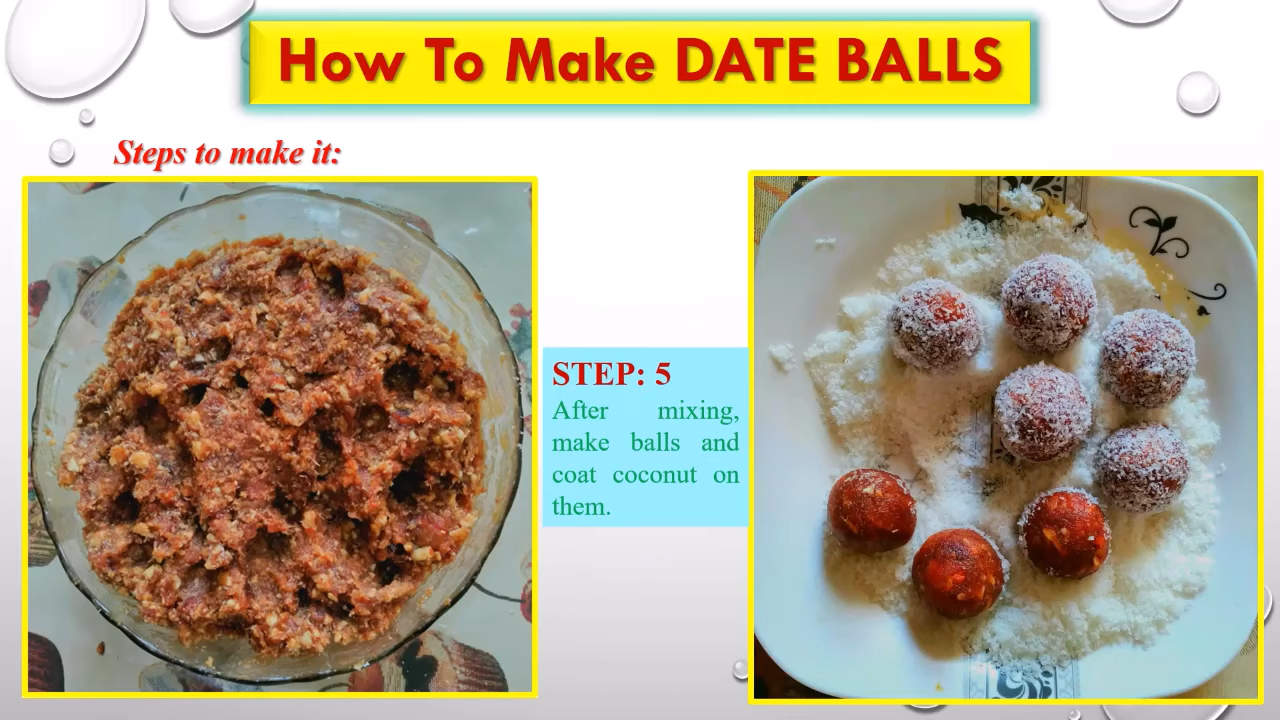 How To Make DATE BALLS
Steps to make it:
STEP: 5
After mixing,
make balls and
coat coconut on
them.